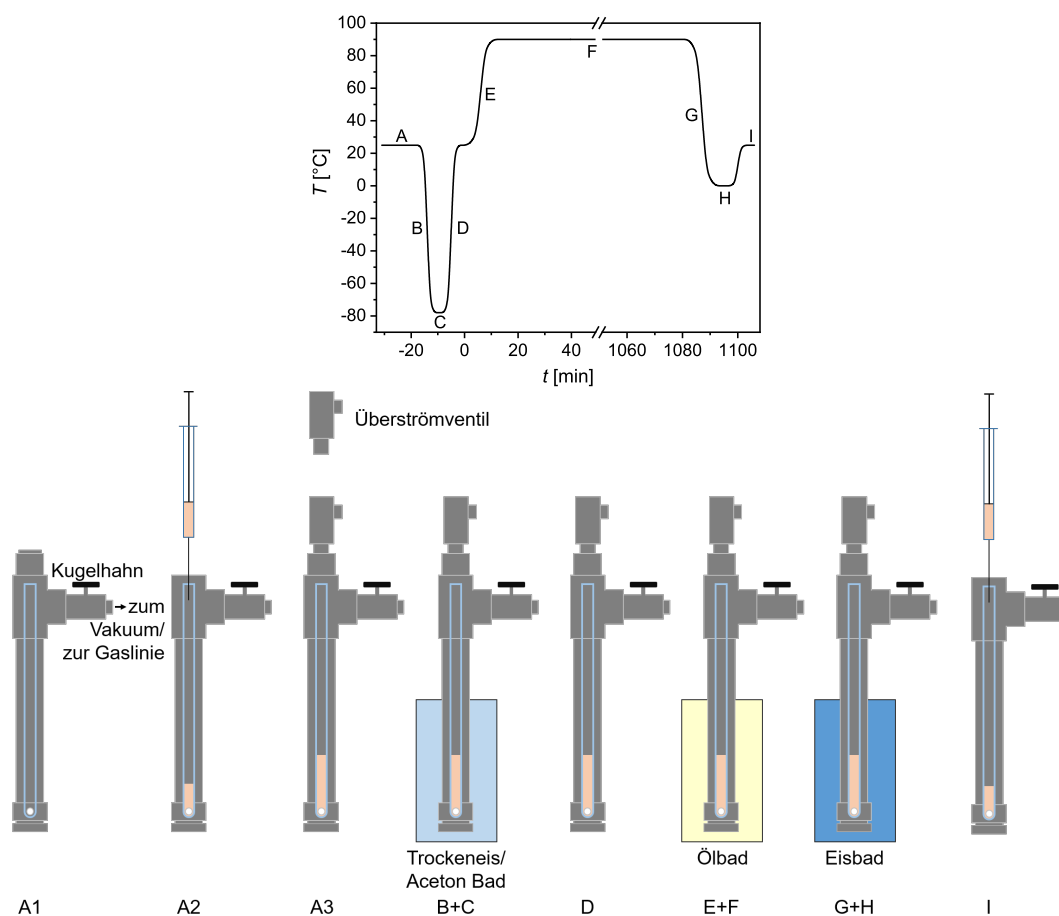 100
80
60
40
20
0
-20
-40
-60
-80
T [°C]
A
B
C
D
E
F
G
H
I
-20
0
20
40
1060
1080
1100
t [min]
Überströmventil
Kugelhahn
zum
Vakuum/
zur Gaslinie
Trockeneis/
Aceton Bad
Ölbad
Eisbad
A1
A2
A3
B+C
D
E+F
G+H
I